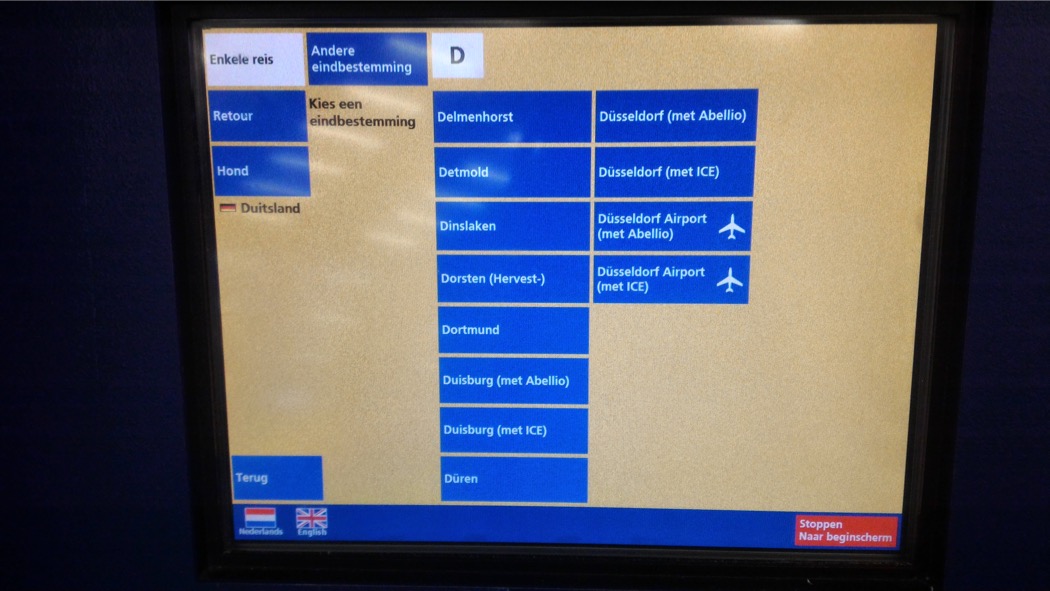 Enkele reis
Andere
eindbestemming
D
Retour
Kies een
eindbestemming
Hond
Duitsland
Delmenhorst
Düsseldorf (met Abellio)
Detmold
Düsseldorf (met ICE)
Dinslaken
Düsseldorf Airport
(met Abellio)
Dorsten (Hervest-)
Düsseldorf Airport
(met ICE)
Dortmund
Duisburg (met Abellio)
Duisburg (met ICE)
Düren
Terug
Nederlands
English
Stoppen
Naar beginscherm